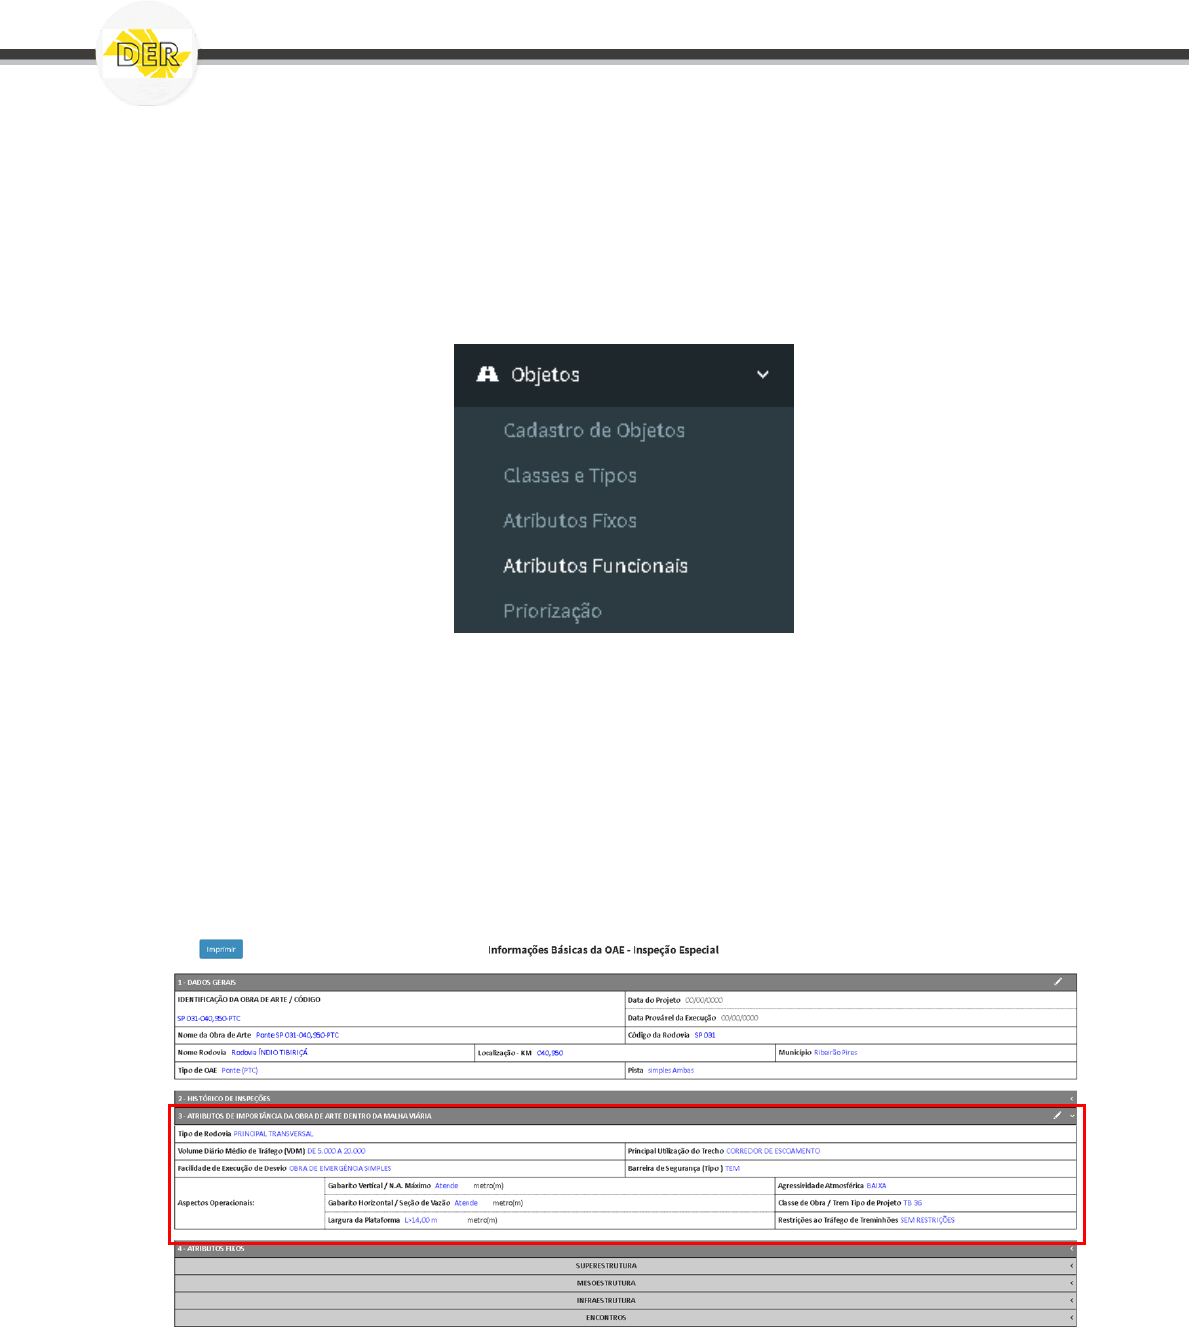 DER
Objetos
Cadastro de Objetos
Classes e Tipos
Atributos Fixos
Atributos Funcionais
Priorização
Imprimir
Informações Básicas da OAE - Inspeção Especial
1 - DADOS GERAIS
IDENTIFICAÇÃO DA OBRA DE ARTE / CÓDIGO
Data do Projeto 00/00/0000
SP 031-040,950-PTC
Data Provável da Execução 00/00/0000
Nome da Obra de Arte Ponte SP 031-040,950-PTC
Código da Rodovia SP 031
Nome Rodovia Rodovia ÍNDIO TIBIRIÇÁ
Localização - KM 040,950
Município Ribeirão Pires
Tipo de OAE Ponte (PTC)
Pista simples Ambas
2 - HISTÓRICO DE INSPEÇÕES
3 - ATRIBUTOS DE IMPORTÂNCIA DA OBRA DE ARTE DENTRO DA MALHA VIÁRIA
Tipo de Rodovia PRINCIPAL TRANSVERSAL
Volume Diário Médio de Tráfego (VDM) DE 5.000 A 20.000
Principal Utilização do Trecho CORREDOR DE ESCOAMENTO
Facilidade de Execução de Desvio OBRA DE EMERGÊNCIA SIMPLES
Barreira de Segurança (Tipo ) TEM
Aspectos Operacionais:
Gabarito Vertical / N.A. Máximo Atende metro(m)
Agressividade Atmosférica BAIXA
Gabarito Horizontal / Seção de Vazão Atende metro(m)
Classe de Obra / Trem Tipo de Projeto TB 36
Largura da Plataforma L>14,00 m metro(m)
Restrições ao Tráfego de Treminhões SEM RESTRIÇÕES
4 - ATRIBUTOS FIXOS
SUPERESTRUTURA
MESOESTRUTURA
INFRAESTRUTURA
ENCONTROS